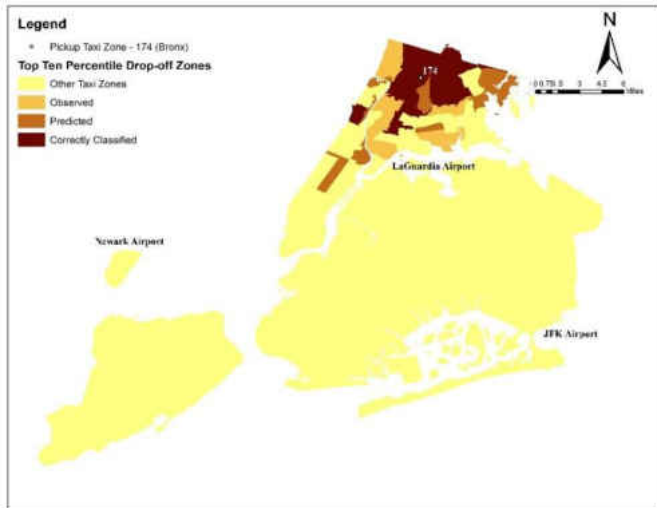 Legend
Pickup Taxi Zone - 174 (Bronx)
Top Ten Percentile Drop-off Zones
Other Taxi Zones
Observed
Predicted
Correctly Classified
N
174
Miles
LaGuardia Airport
Newark Airport
JFK Airport